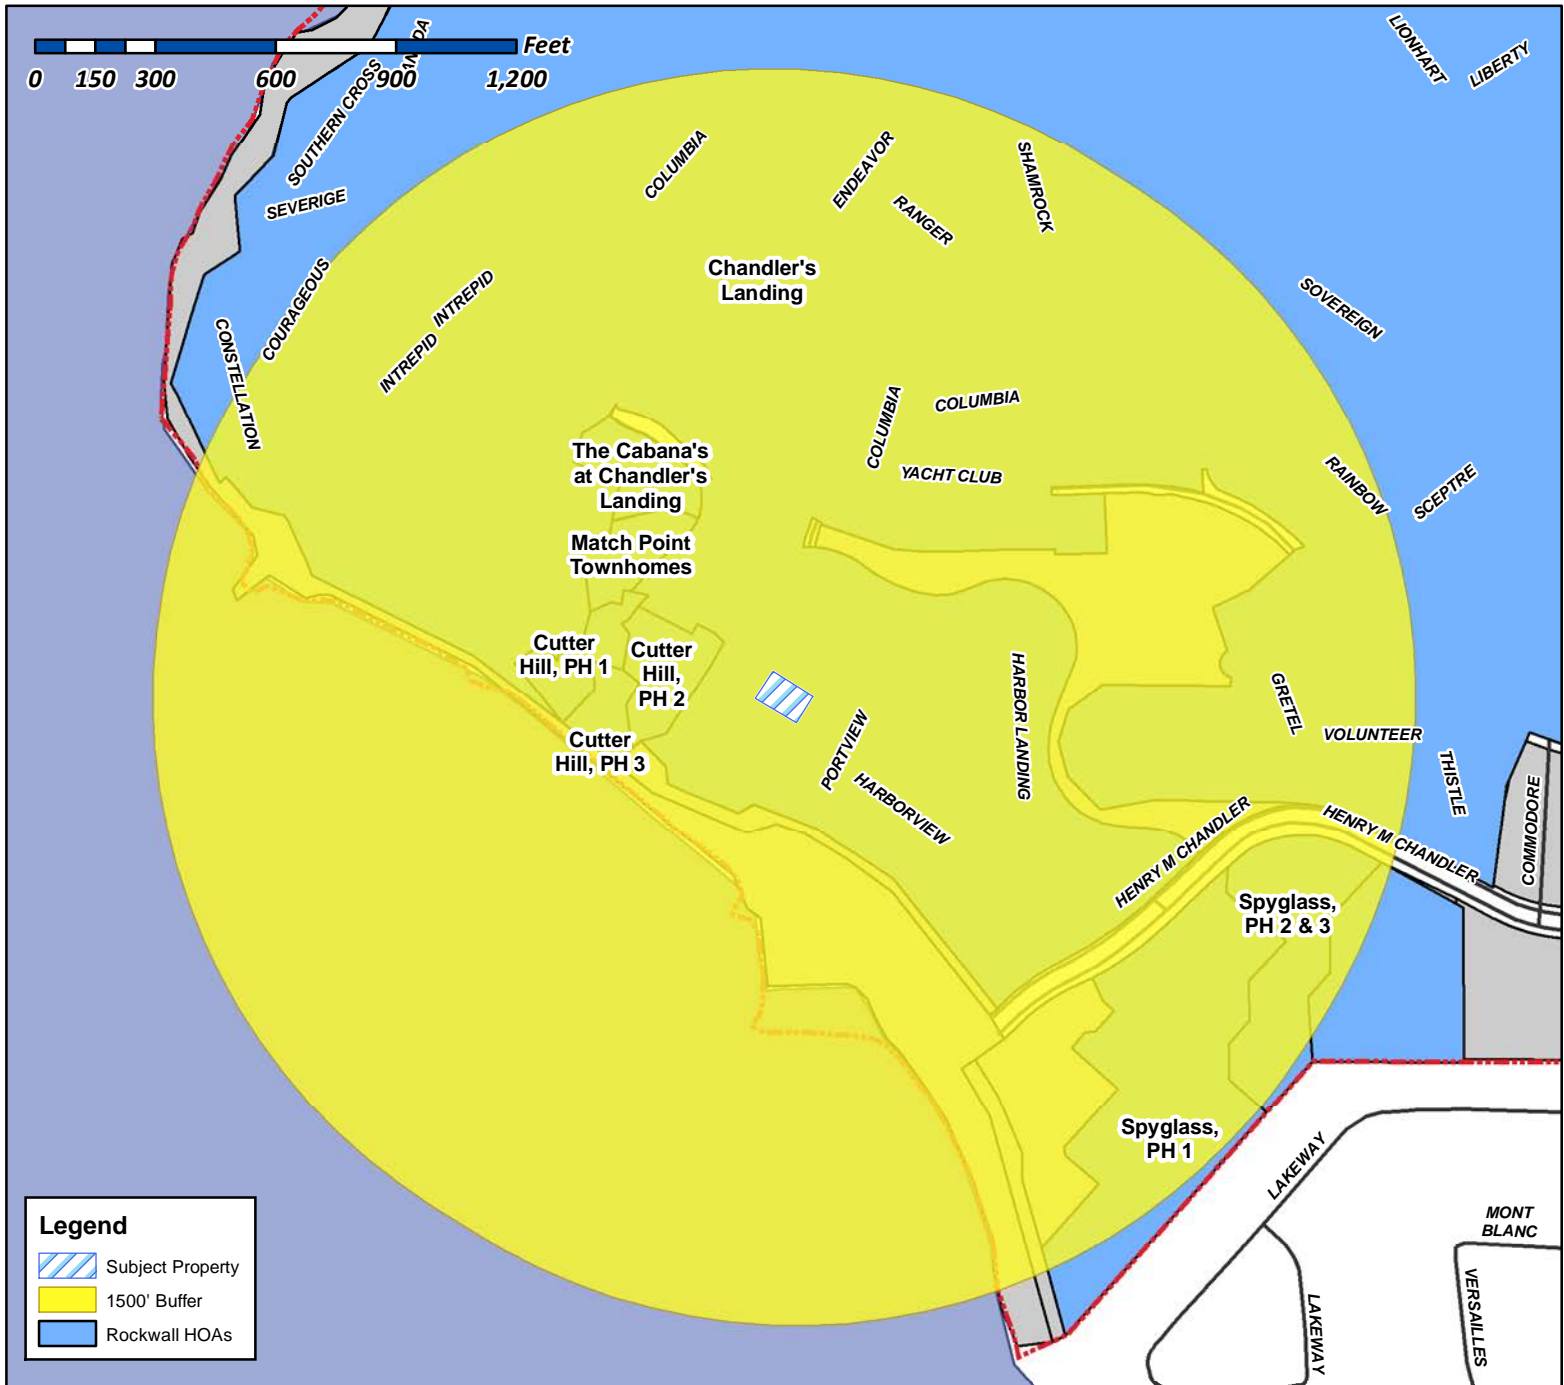 Feet
0 150 300 600 900 1,200
LIONHART
LIBERTY
SOUTHERN CROSS
SEVERIGE
COLUMBIA
ENDEAVOR
RANGER
SHAMROCK
Chandler's
Landing
COURAGEOUS
INTREPID
INTREPID
CONSTELLATION
SOVEREIGN
COLUMBIA
COLUMBIA
YACHT CLUB
RAINBOW
SCEPTRE
The Cabana's
at Chandler's
Landing
Match Point
Townhomes
Cutter
Hill, PH 1
Cutter
Hill,
PH 2
Cutter
Hill, PH 3
PORTVIEW
HARBORVIEW
HARBOR LANDING
GRETEL
VOLUNTEER
THISTLE
COMMODORE
HENRY M CHANDLER
HENRY M CHANDLER
Spyglass,
PH 2 & 3
Spyglass,
PH 1
LAKEWAY
LAKEWAY
MONT
BLANC
VERSAILLES
Legend
Subject Property
1500' Buffer
Rockwall HOAs